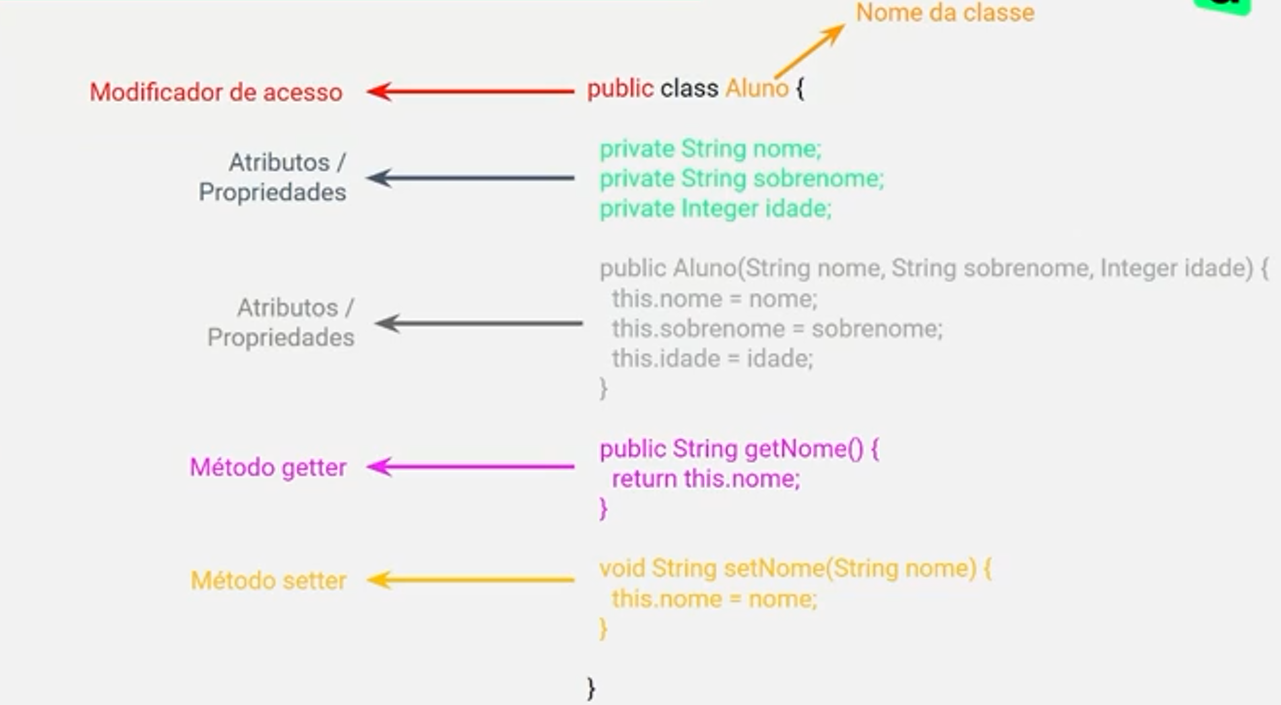 Nome da classe
Modificador de acesso
public class Aluno {
Atributos /
Propriedades
private String nome;
private String sobrenome;
private Integer idade;
Atributos /
Propriedades
public Aluno(String nome, String sobrenome, Integer idade) {
this.nome = nome;
this.sobrenome = sobrenome;
this.idade = idade;
}
Método getter
public String getNome() {
return this.nome;
}
Método setter
void String setNome(String nome) {
this.nome = nome;
}
}